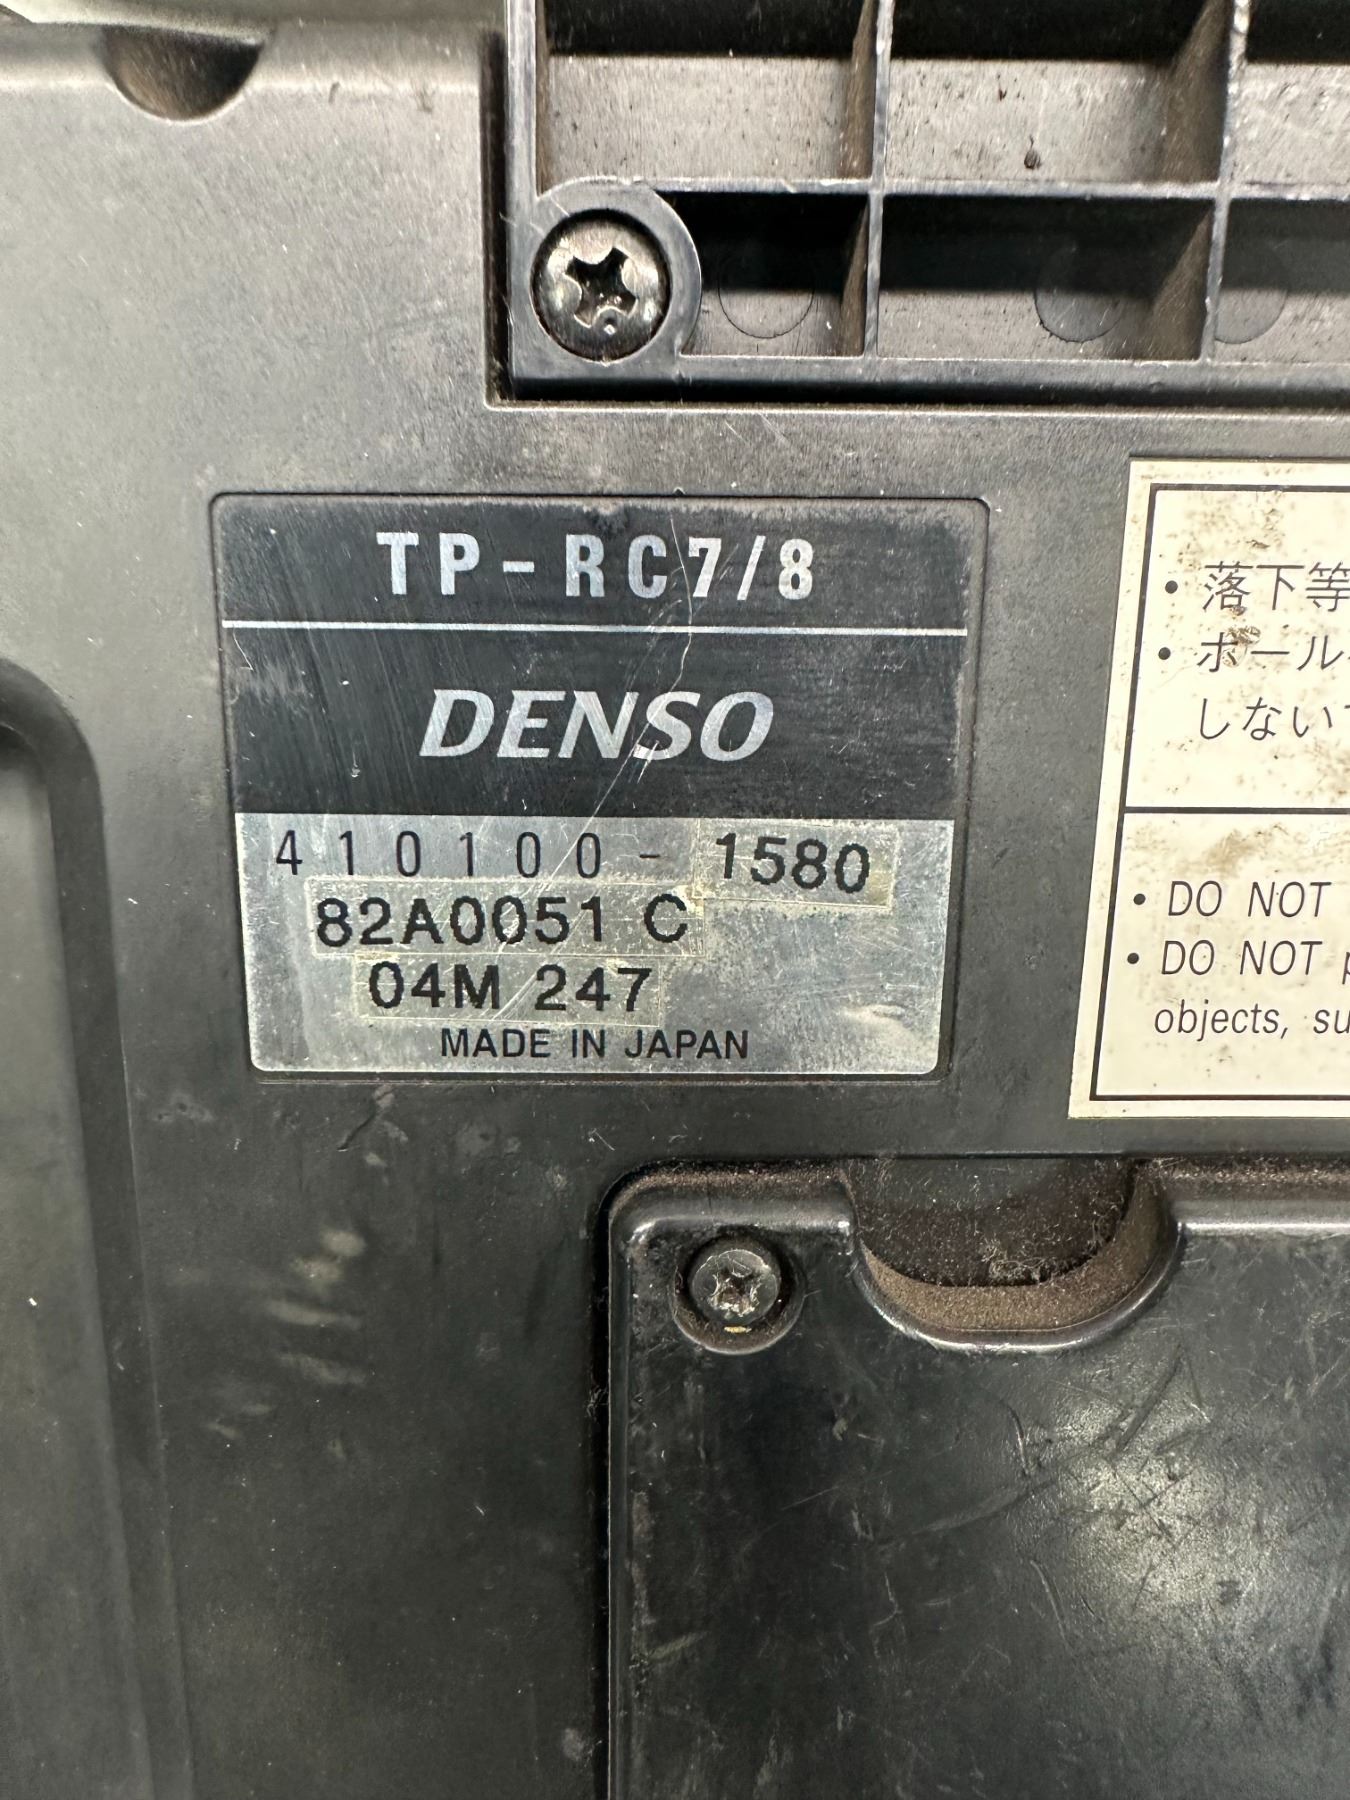 TP-RC7/8
DENSO
410100-1580
82A0051 C
04M 247
MADE IN JAPAN
・落下等
・ボール
しない
・DO NOT
・DO NOT
objects, su